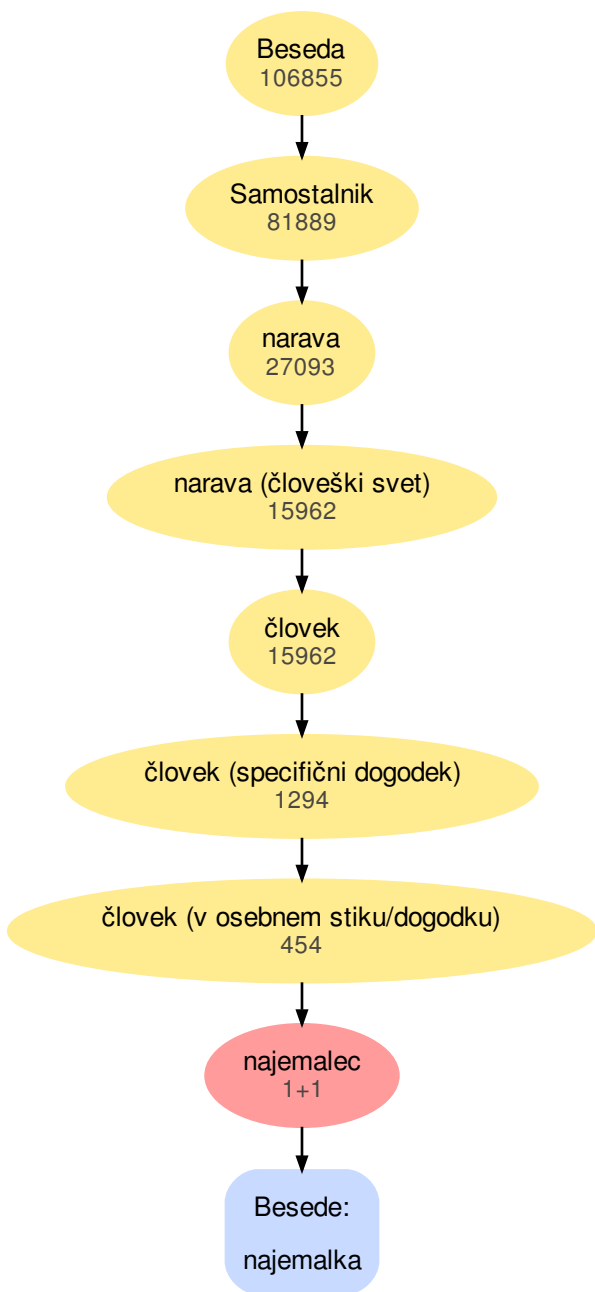 Beseda
106855
Samostalnik
81889
narava
27093
narava (človeški svet)
15962
človek
15962
človek (specifični dogodek)
1294
človek (v osebnem stiku/dogodku)
454
najemalec
1+1
Besede:
najemalka